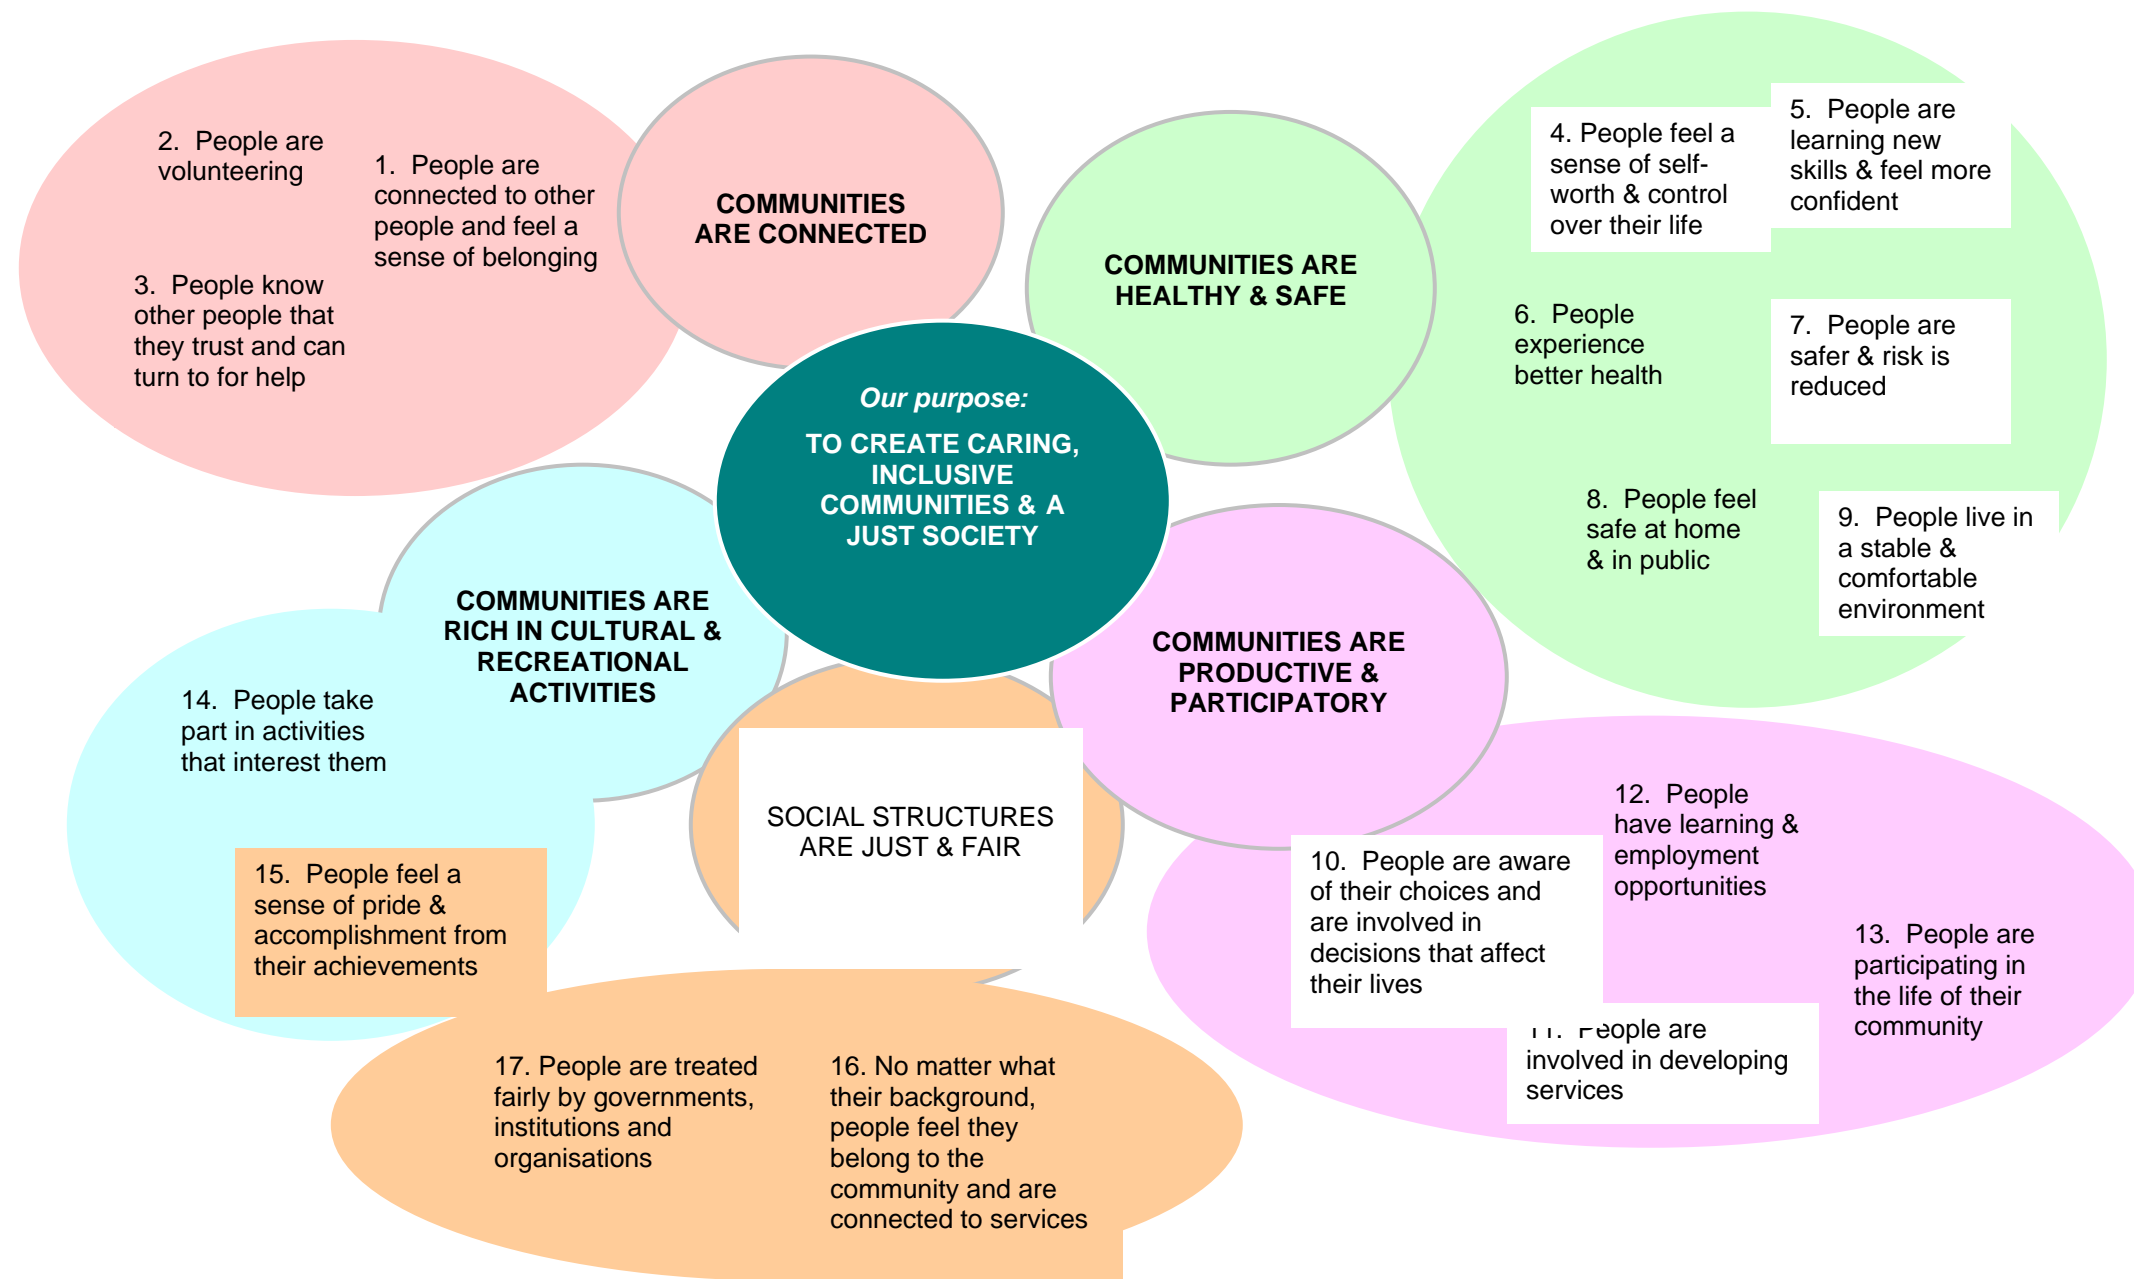 2.  People are
volunteering
1.  People are
connected to other
people and feel a
sense of belonging
3.  People know
other people that
they trust and can
turn to for help
COMMUNITIES
ARE CONNECTED
COMMUNITIES ARE
HEALTHY & SAFE
4. People feel a
sense of self-
worth & control
over their life
5.  People are
learning new
skills & feel more
confident
6.  People
experience
better health
7.  People are
safer & risk is
reduced
8.  People feel
safe at home
& in public
9.  People live in
a stable &
comfortable
environment
Our purpose:
TO CREATE CARING,
INCLUSIVE
COMMUNITIES & A
JUST SOCIETY
COMMUNITIES ARE
RICH IN CULTURAL &
RECREATIONAL
ACTIVITIES
COMMUNITIES ARE
PRODUCTIVE &
PARTICIPATORY
14.  People take
part in activities
that interest them
15.  People feel a
sense of pride &
accomplishment from
their achievements
SOCIAL STRUCTURES
ARE JUST & FAIR
10.  People are aware
of their choices and
are involved in
decisions that affect
their lives
12.  People
have learning &
employment
opportunities
13.  People are
participating in
the life of their
community
11.  People are
involved in developing
services
17. People are treated
fairly by governments,
institutions and
organisations
16. No matter what
their background,
people feel they
belong to the
community and are
connected to services